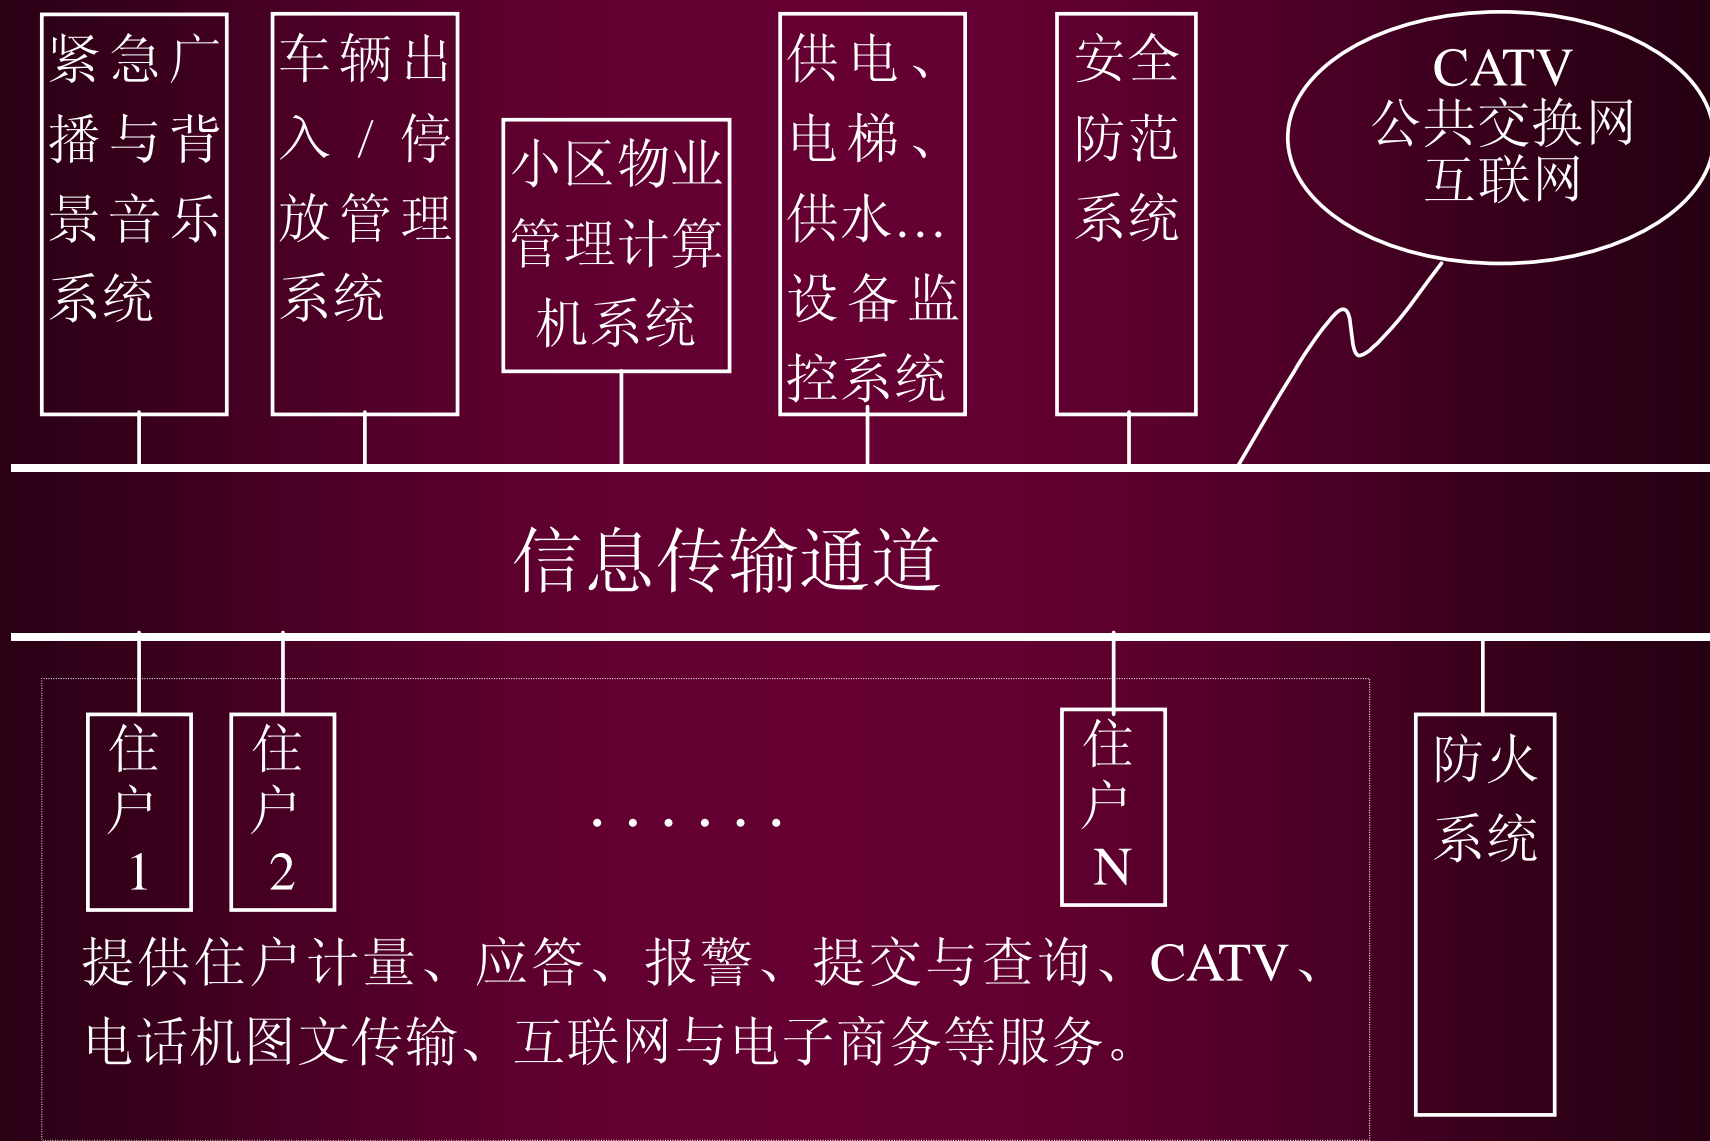 紧急广
播与背
景音乐
系统
车辆出
入/停
放管理
系统
小区物业
管理计算
机系统
供电、
电梯、
供水...
设备监
控系统
安全
防范
系统
CATV
公共交换网
互联网
信息传输通道
住
户
1
住
户
2
......
住
户
N
防火
系统
提供住户计量、应答、报警、提交与查询、CATV、
电话机图文传输、互联网与电子商务等服务。